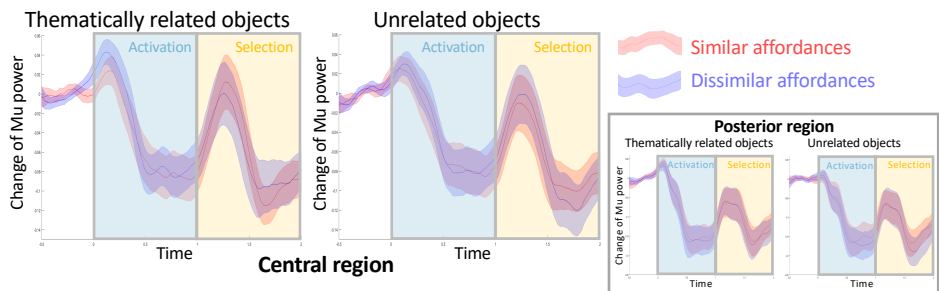 Thematically related objects
Unrelated objects
Activation
Selection
Activation
Selection
Change of Mu power
Change of Mu power
Time
Time
Central region
Similar affordances
Dissimilar affordances
Posterior region
Thematically related objects
Unrelated objects
Activation
Selection
Activation
Selection
Change of Mu power
Time
Time